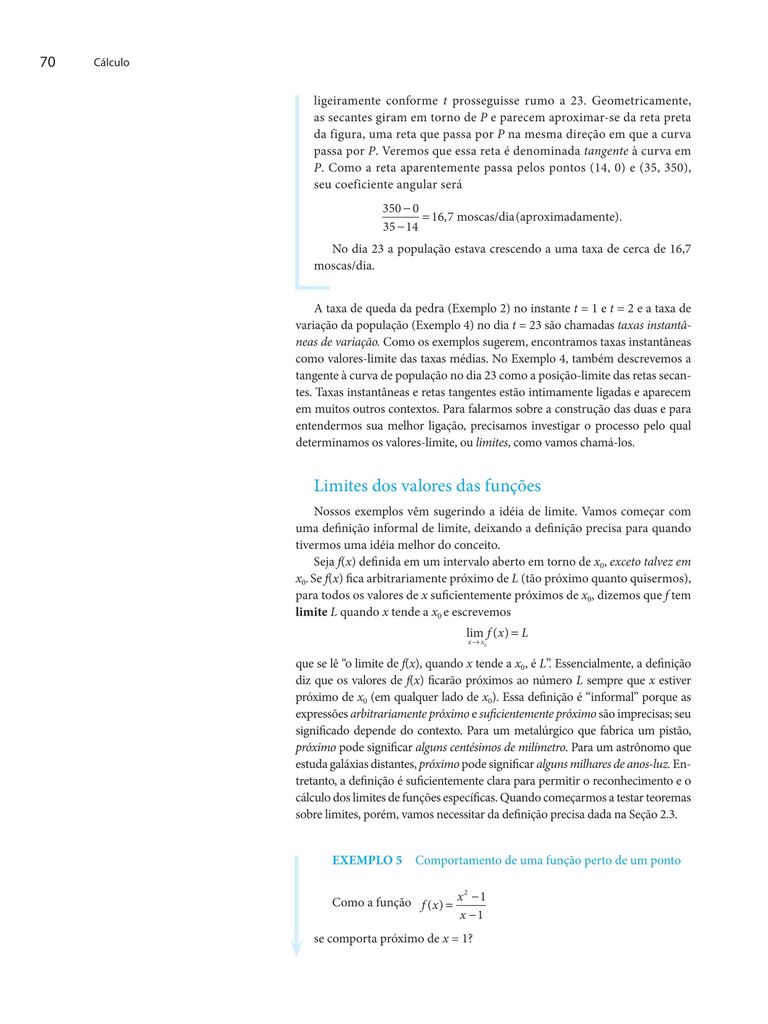 70 Cálculo
ligeiramente conforme t prosseguisse rumo a 23. Geometricamente,
as secantes giram em torno de P e parecem aproximar-se da reta preta
da figura, uma reta que passa por P na mesma direção em que a curva
passa por P. Veremos que essa reta é denominada tangente à curva em
P. Como a reta aparentemente passa pelos pontos (14, 0) e (35, 350),
seu coeficiente angular será
350 − 0
35 − 14 = 16,7 moscas/dia (aproximadamente).
No dia 23 a população estava crescendo a uma taxa de cerca de 16,7
moscas/dia.
A taxa de queda da pedra (Exemplo 2) no instante t = 1 e t = 2 e a taxa de
variação da população (Exemplo 4) no dia t = 23 são chamadas taxas instantâ-
neas de variação. Como os exemplos sugerem, encontramos taxas instantâneas
como valores-limite das taxas médias. No Exemplo 4, também descrevemos a
tangente à curva de população no dia 23 como a posição-limite das retas secan-
tes. Taxas instantâneas e retas tangentes estão intimamente ligadas e aparecem
em muitos outros contextos. Para falarmos sobre a construção das duas e para
entendermos sua melhor ligação, precisamos investigar o processo pelo qual
determinamos os valores-limite, ou limites, como vamos chamá-los.
Limites dos valores das funções
Nossos exemplos vêm sugerindo a idéia de limite. Vamos começar com
uma definição informal de limite, deixando a definição precisa para quando
tivermos uma idéia melhor do conceito.
Seja f(x) definida em um intervalo aberto em torno de x₀, exceto talvez em
x₀. Se f(x) fica arbitrariamente próximo de L (tão próximo quanto quisermos),
para todos os valores de x suficientemente próximos de x₀, dizemos que f tem
limite L quando x tende a x₀ e escrevemos
lim f(x) = L
x→x₀
que se lê “o limite de f(x), quando x tende a x₀, é L”. Essencialmente, a definição
diz que os valores de f(x) ficarão próximos ao número L sempre que x estiver
próximo de x₀ (em qualquer lado de x₀). Essa definição é “informal” porque as
expressões arbitrariamente próximo e suficientemente próximo são imprecisas; seu
significado depende do contexto. Para um metalúrgico que fabrica um pistão,
próximo pode significar alguns centésimos de milímetro. Para um astrônomo que
estuda galáxias distantes, próximo pode significar alguns milhares de anos-luz. En-
tretanto, a definição é suficientemente clara para permitir o reconhecimento e o
cálculo dos limites de funções específicas. Quando começarmos a testar teoremas
sobre limites, porém, vamos necessitar da definição precisa dada na Seção 2.3.
EXEMPLO 5 Comportamento de uma função perto de um ponto
Como a função f(x) = x² − 1
x − 1
se comporta próximo de x = 1?